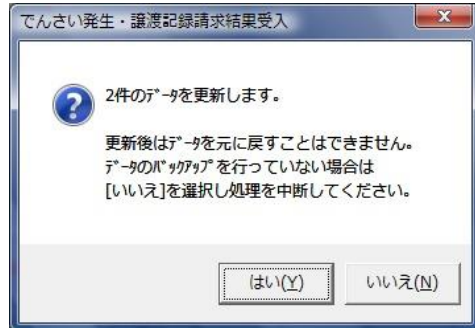 でんさい発生・譲渡記録請求結果受入
2件のﾃﾞｰﾀを更新します。
更新後はﾃﾞｰﾀを元に戻すことはできません。
ﾃﾞｰﾀのﾊﾞｯｸｱｯﾌﾟを行っていない場合は
[いいえ]を選択し処理を中断してください。
はい(Y) いいえ(N)